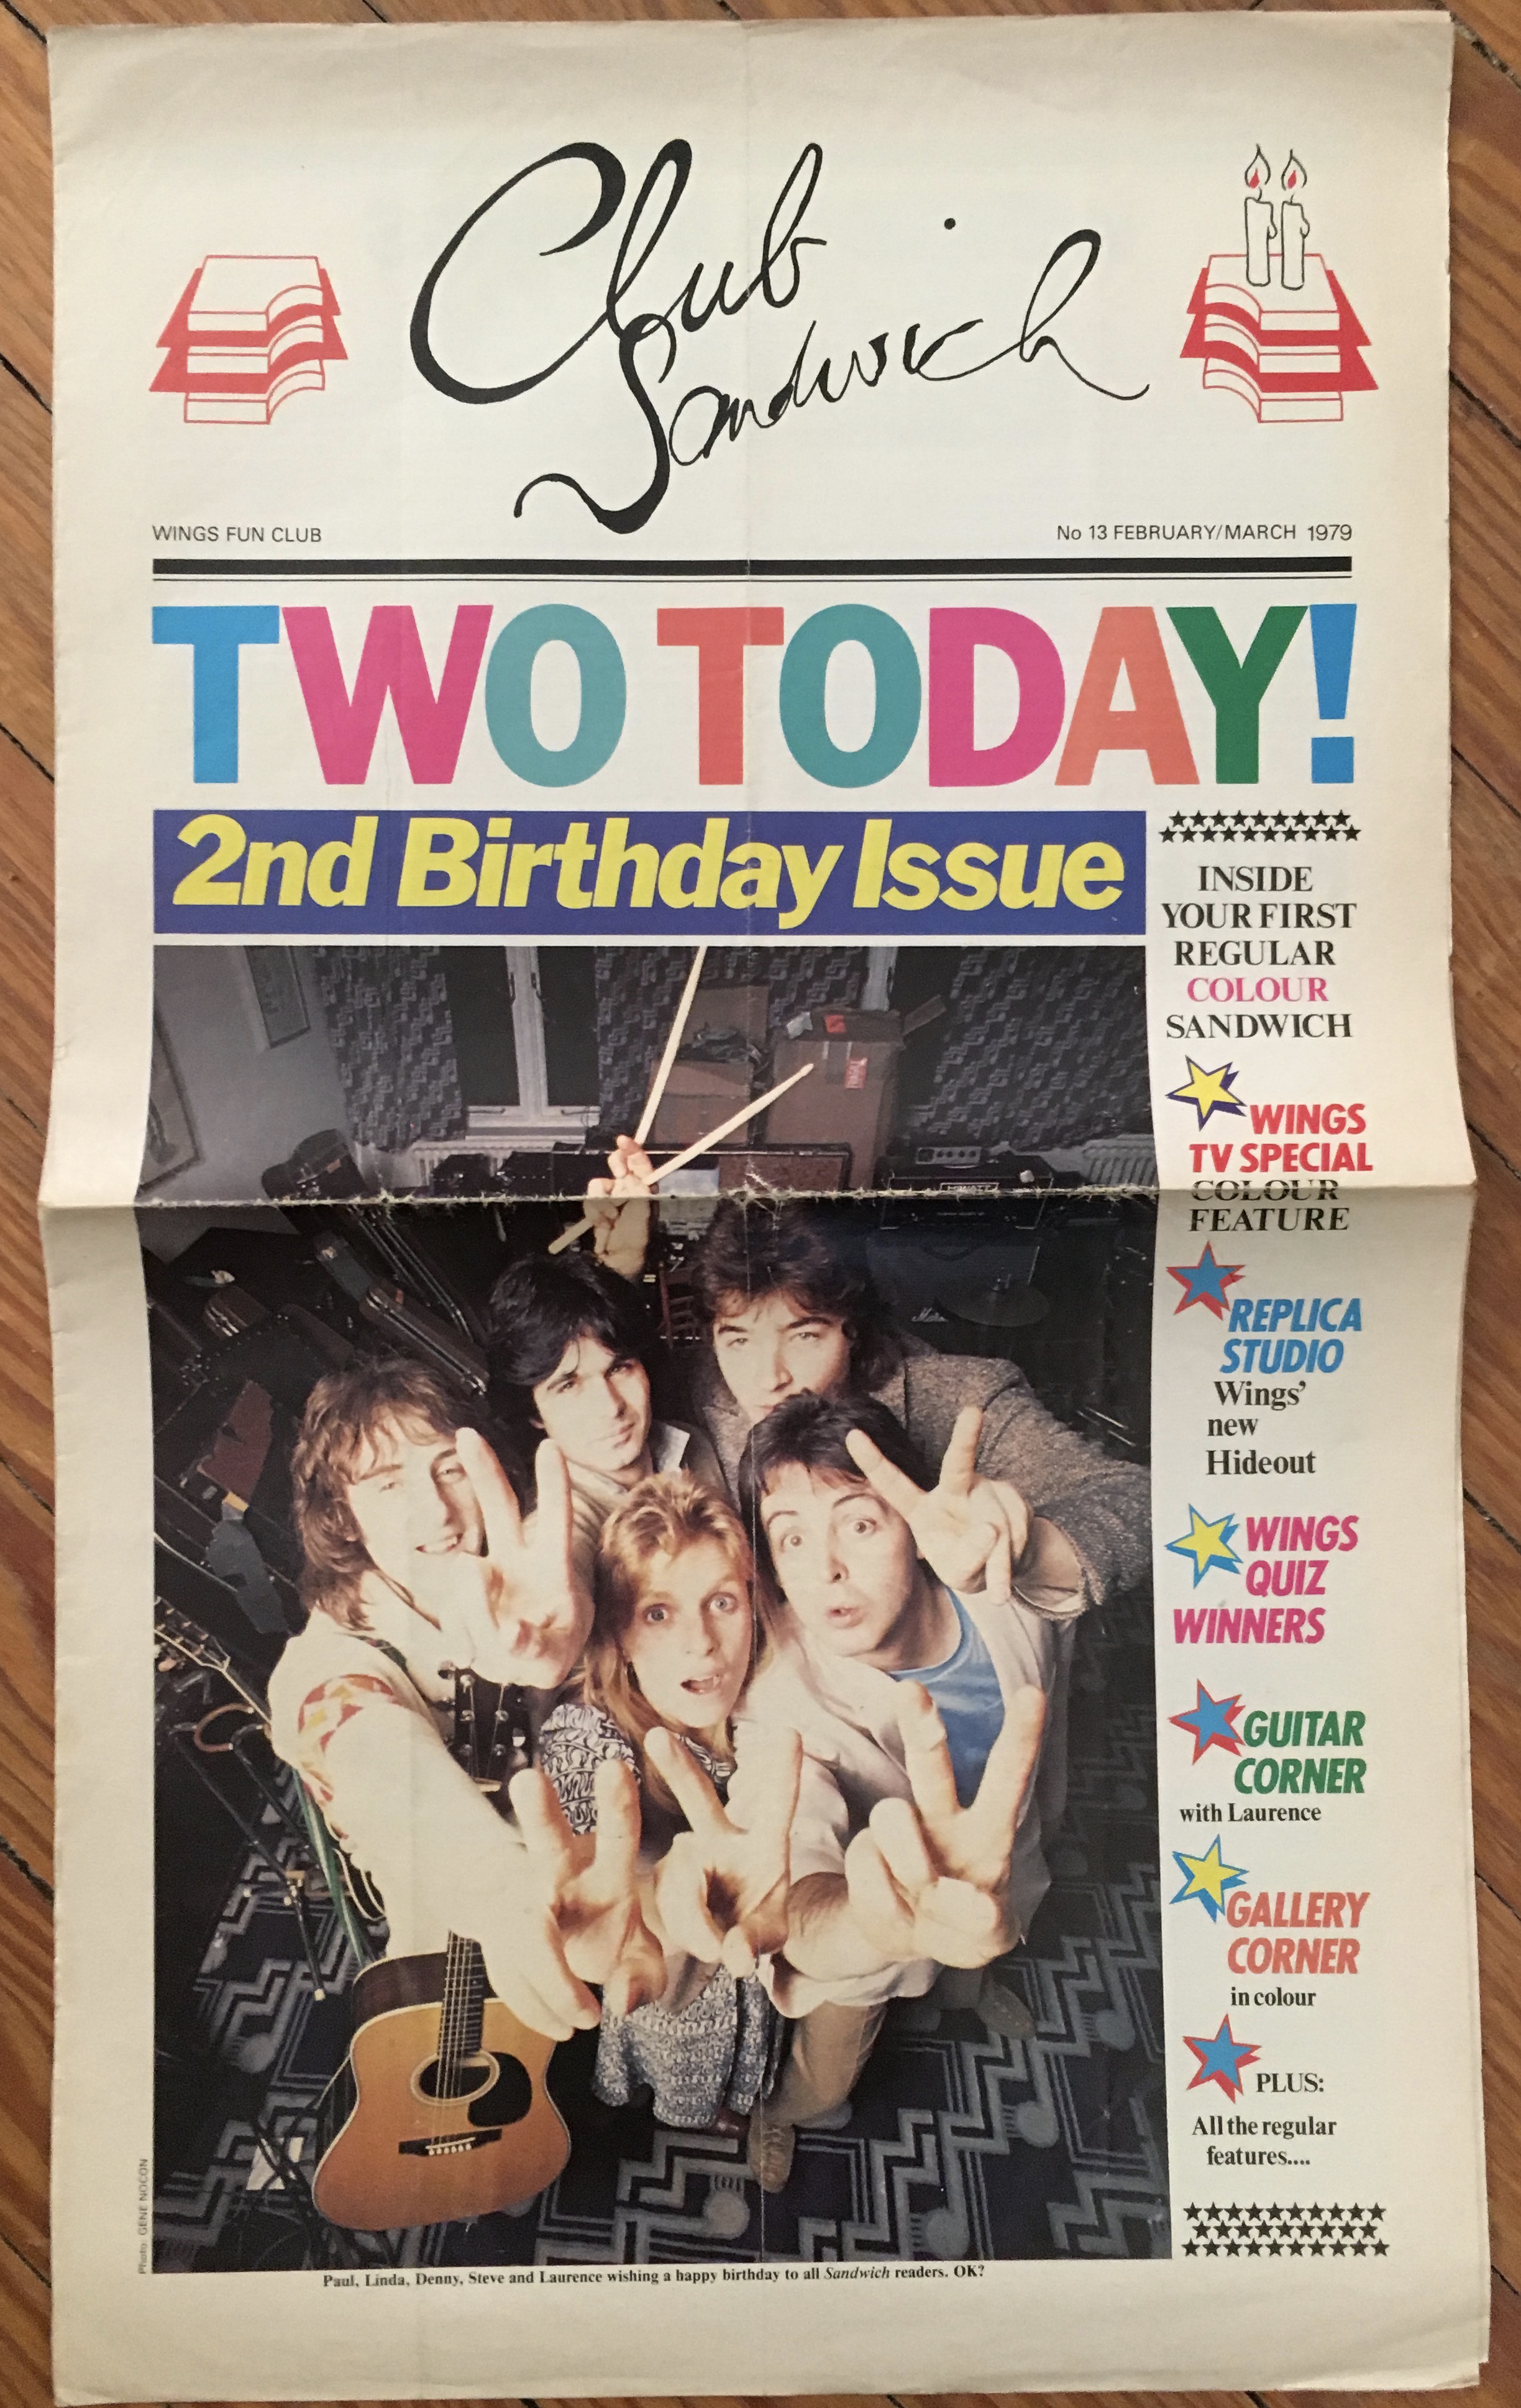 Club
Sandwich
WINGS FUN CLUB
No 13 FEBRUARY/MARCH 1979
TWO TODAY!
2nd Birthday Issue
INSIDE
YOUR FIRST
REGULAR
COLOUR
SANDWICH
WINGS
TV SPECIAL
COLOUR
FEATURE
REPLICA
STUDIO
Wings'
new
Hideout
WINGS
QUIZ
WINNERS
GUITAR
CORNER
with Laurence
GALLERY
CORNER
in colour
PLUS:
All the regular
features....
HIWATT
Photo: GENE NOCON
Paul, Linda, Denny, Steve and Laurence wishing a happy birthday to all Sandwich readers. OK?